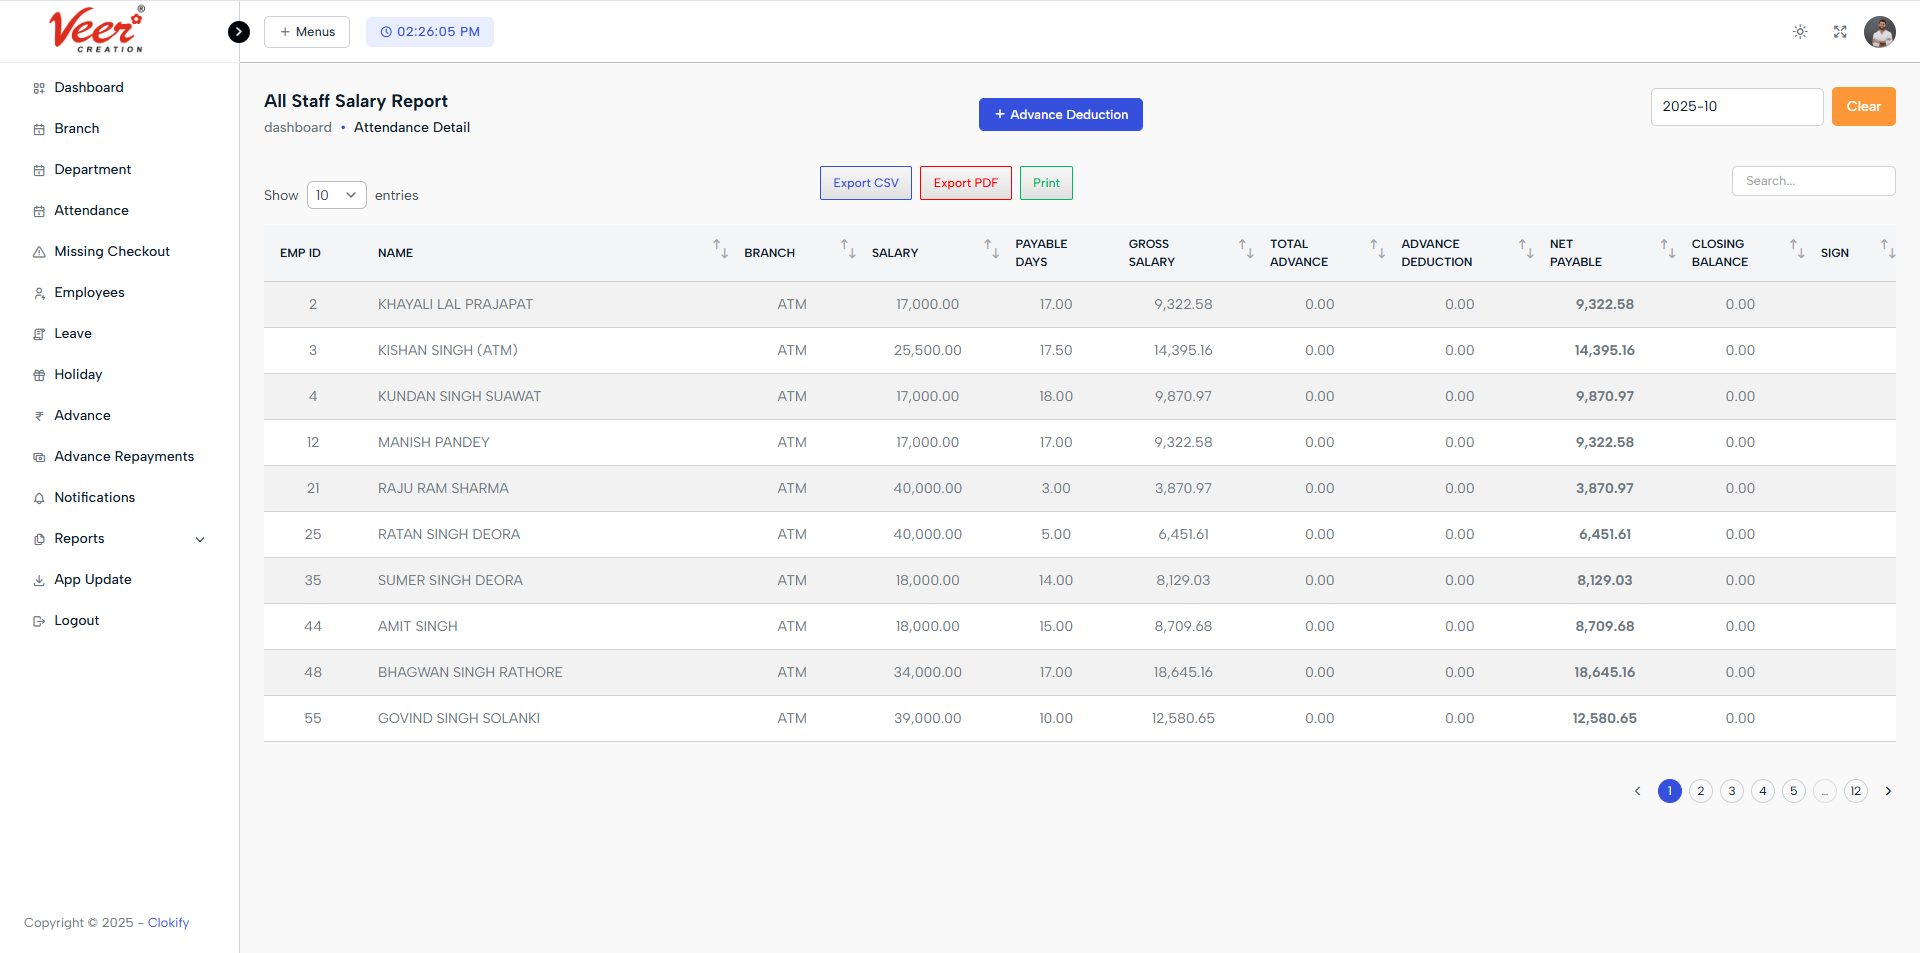 Veer®
CREATION
+ Menus
02:26:05 PM
Dashboard
Branch
Department
Attendance
Missing Checkout
Employees
Leave
Holiday
Advance
Advance Repayments
Notifications
Reports
App Update
Logout
Copyright © 2025 - Clokify
All Staff Salary Report
dashboard • Attendance Detail
+ Advance Deduction
2025-10
Clear
Show 10 entries
Export CSV
Export PDF
Print
Search...
EMP ID NAME BRANCH SALARY PAYABLE DAYS GROSS SALARY TOTAL ADVANCE ADVANCE DEDUCTION NET PAYABLE CLOSING BALANCE SIGN
2 KHAYALI LAL PRAJAPAT ATM 17,000.00 17.00 9,322.58 0.00 0.00 9,322.58 0.00
3 KISHAN SINGH (ATM) ATM 25,500.00 17.50 14,395.16 0.00 0.00 14,395.16 0.00
4 KUNDAN SINGH SUAWAT ATM 17,000.00 18.00 9,870.97 0.00 0.00 9,870.97 0.00
12 MANISH PANDEY ATM 17,000.00 17.00 9,322.58 0.00 0.00 9,322.58 0.00
21 RAJU RAM SHARMA ATM 40,000.00 3.00 3,870.97 0.00 0.00 3,870.97 0.00
25 RATAN SINGH DEORA ATM 40,000.00 5.00 6,451.61 0.00 0.00 6,451.61 0.00
35 SUMER SINGH DEORA ATM 18,000.00 14.00 8,129.03 0.00 0.00 8,129.03 0.00
44 AMIT SINGH ATM 18,000.00 15.00 8,709.68 0.00 0.00 8,709.68 0.00
48 BHAGWAN SINGH RATHORE ATM 34,000.00 17.00 18,645.16 0.00 0.00 18,645.16 0.00
55 GOVIND SINGH SOLANKI ATM 39,000.00 10.00 12,580.65 0.00 0.00 12,580.65 0.00
1 2 3 4 5 ... 12